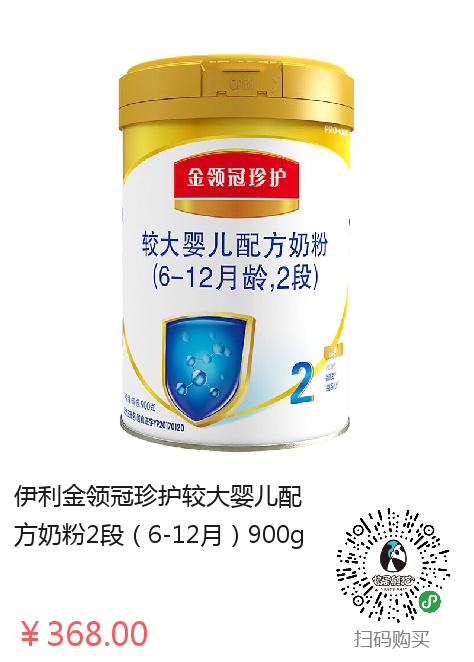 OPEN
金领冠珍护
较大婴儿配方奶粉
(6-12月龄,2段)
2
伊利金领冠珍护较大婴儿配
方奶粉2段（6-12月）900g
￥368.00
扫码购买